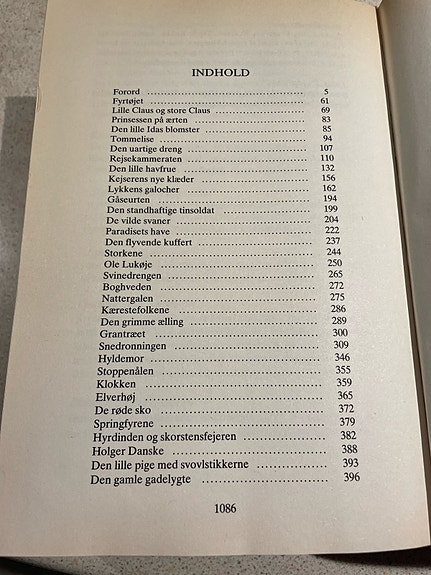 INDHOLD
Forord ........................................ 5
Fyrtøjet ........................................ 61
Lille Claus og store Claus ........................................ 69
Prinsessen på ærten ........................................ 83
Den lille Idas blomster ........................................ 85
Tommelise ........................................ 94
Den uartige dreng ........................................ 107
Rejsekammeraten ........................................ 110
Den lille havfrue ........................................ 132
Kejserens nye klæder ........................................ 156
Lykkens galocher ........................................ 162
Gåseurten ........................................ 194
Den standhaftige tinsoldat ........................................ 199
De vilde svaner ........................................ 204
Paradisets have ........................................ 222
Den flyvende kuffert ........................................ 237
Storkene ........................................ 244
Ole Lukøje ........................................ 250
Svinedrengen ........................................ 265
Boghveden ........................................ 272
Nattergalen ........................................ 275
Kærestefolkene ........................................ 286
Den grimme ælling ........................................ 289
Grantræet ........................................ 300
Snedronningen ........................................ 309
Hyldemor ........................................ 346
Stoppenålen ........................................ 355
Klokken ........................................ 359
Elverhøj ........................................ 365
De røde sko ........................................ 372
Springfyrene ........................................ 379
Hyrdinden og skorstensfejeren ........................................ 382
Holger Danske ........................................ 388
Den lille pige med svovlstikkerne ........................................ 393
Den gamle gadelygte ........................................ 396
1086